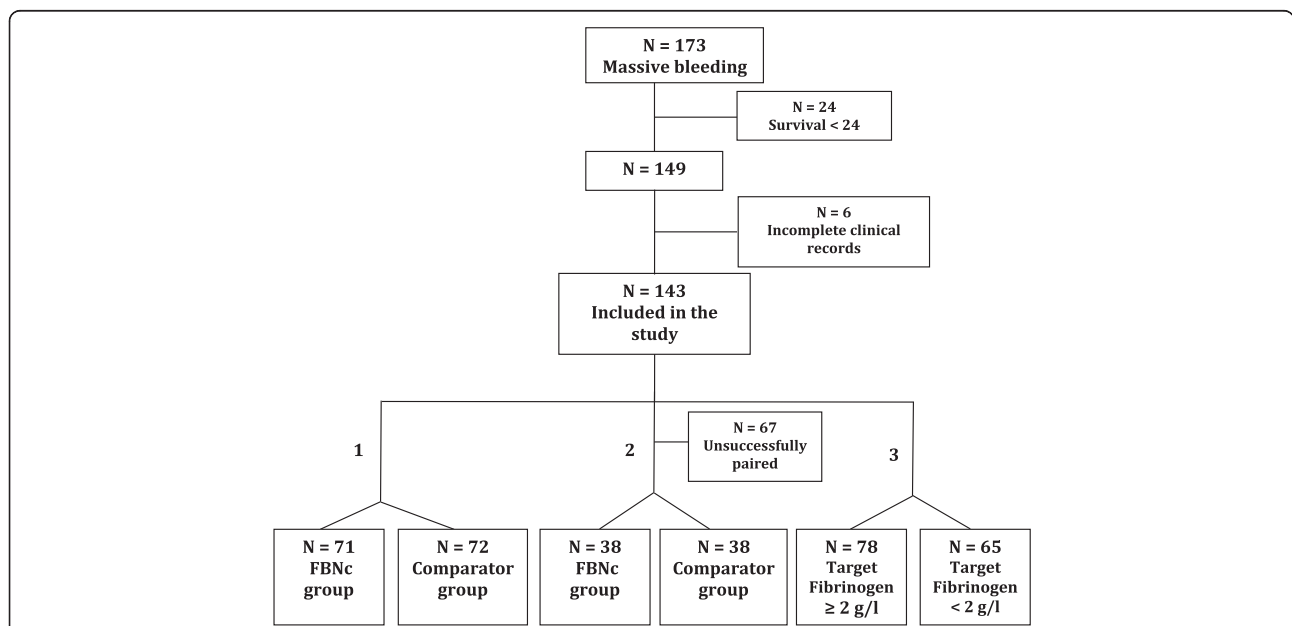 N = 173
Massive bleeding
N = 24
Survival < 24
N = 149
N = 6
Incomplete clinical
records
N = 143
Included in the
study
1
2
3
N = 67
Unsuccessfully
paired
N = 71
FBNc
group
N = 72
Comparator
group
N = 38
FBNc
group
N = 38
Comparator
group
N = 78
Target
Fibrinogen
≥ 2 g/l
N = 65
Target
Fibrinogen
< 2 g/l